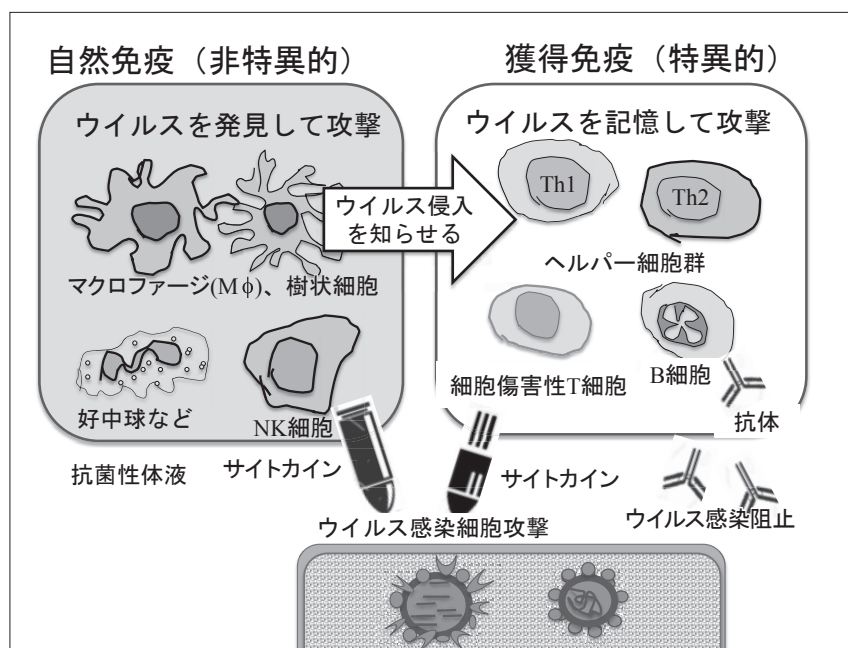 自然免疫(非特異的)
ウイルスを発見して攻撃
マクロファージ(Mφ)、樹状細胞
好中球など
NK細胞
抗菌性体液
サイトカイン
ウイルス侵入
を知らせる
獲得免疫(特異的)
ウイルスを記憶して攻撃
Th1
Th2
ヘルパー細胞群
細胞傷害性T細胞
B細胞
抗体
サイトカイン
ウイルス感染阻止
ウイルス感染細胞攻撃